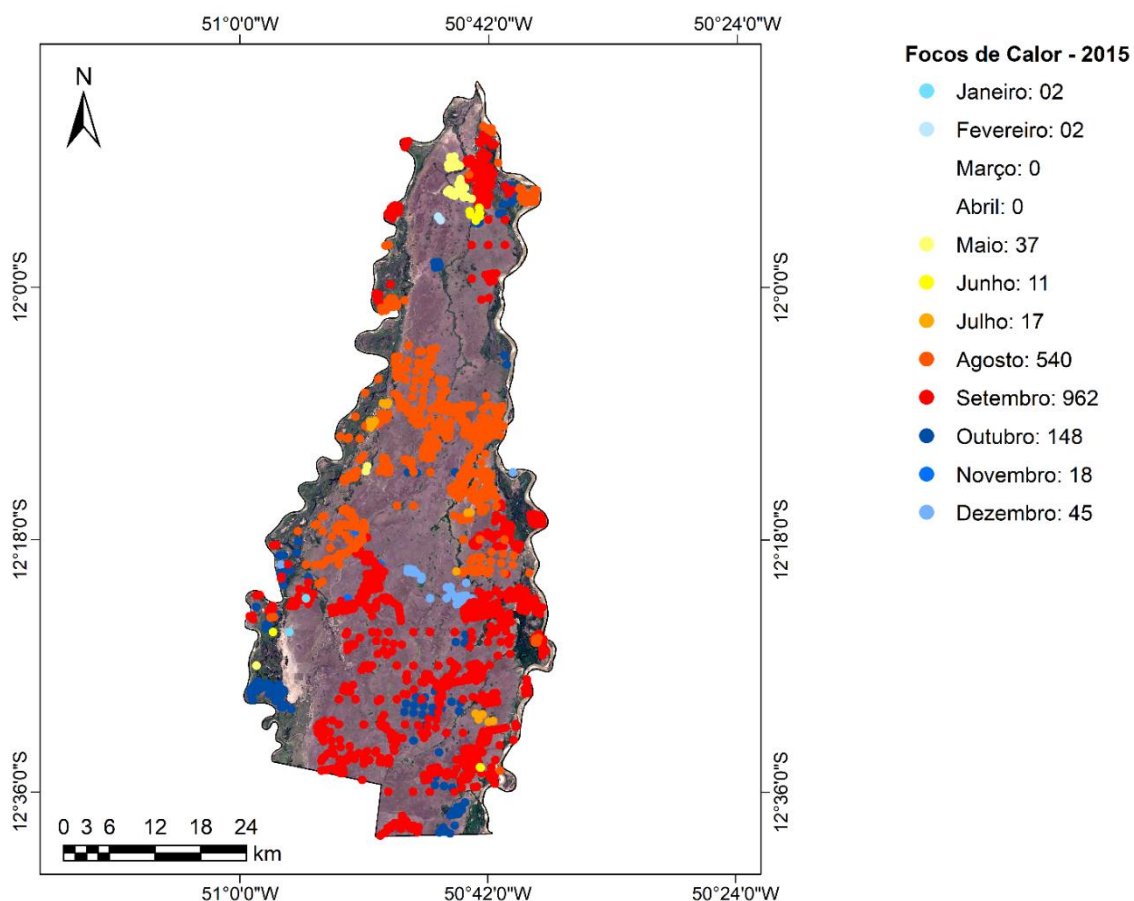 51°0'0"W 50°42'0"W 50°24'0"W
N
12°0'0"S 12°0'0"S
12°18'0"S 12°18'0"S
12°36'0"S 12°36'0"S
0 3 6 12 18 24
km
51°0'0"W 50°42'0"W 50°24'0"W
Focos de Calor - 2015
Janeiro: 02
Fevereiro: 02
Março: 0
Abril: 0
Maio: 37
Junho: 11
Julho: 17
Agosto: 540
Setembro: 962
Outubro: 148
Novembro: 18
Dezembro: 45